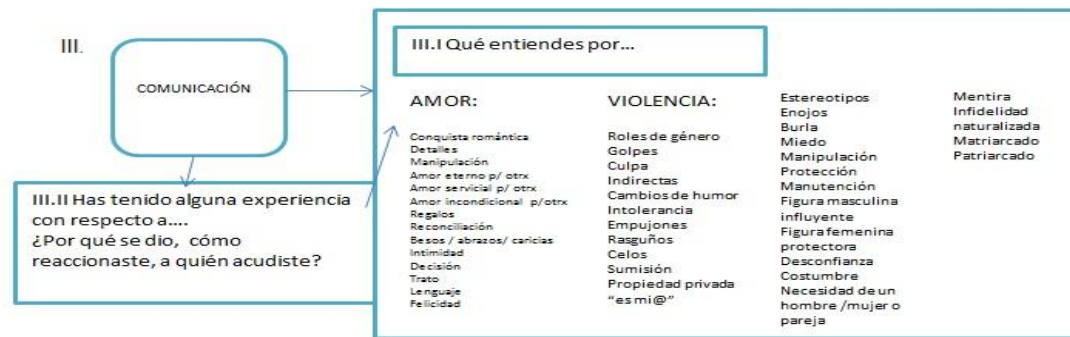 III.
COMUNICACIÓN
III.II Has tenido alguna experiencia
con respecto a....
¿Por qué se dio, cómo
reaccionaste, a quién acudiste?
III.I Qué entiendes por...
AMOR:
Conquista romántica
Detalles
Manipulación
Amor eterno p/ otrx
Amor servicial p/ otrx
Amor incondicional p/otrx
Regalos
Reconciliación
Besos / abrazos/ caricias
Intimidad
Decisión
Trato
Lenguaje
Felicidad
VIOLENCIA:
Roles de género
Golpes
Culpa
Indirectas
Cambios de humor
Intolerancia
Empujones
Rasguños
Celos
Sumisión
Propiedad privada
"es mi@"
Estereotipos
Enojos
Burla
Miedo
Manipulación
Protección
Manutención
Figura masculina
influyente
Figura femenina
protectora
Desconfianza
Costumbre
Necesidad de un
hombre /mujer o
pareja
Mentira
Infidelidad
naturalizada
Matriarcado
Patriarcado